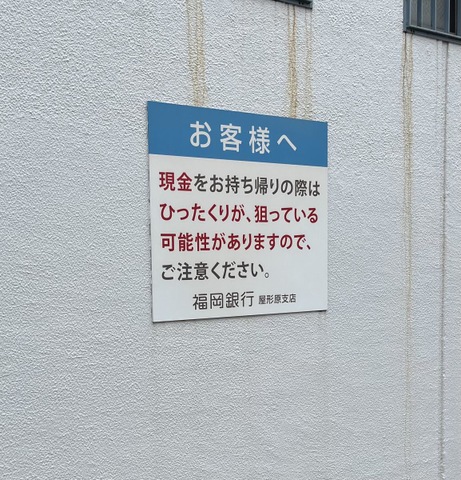 お客様へ
現金をお持ち帰りの際は
ひったくりが、狙っている
可能性がありますので、
ご注意ください。
福岡銀行 屋形原支店